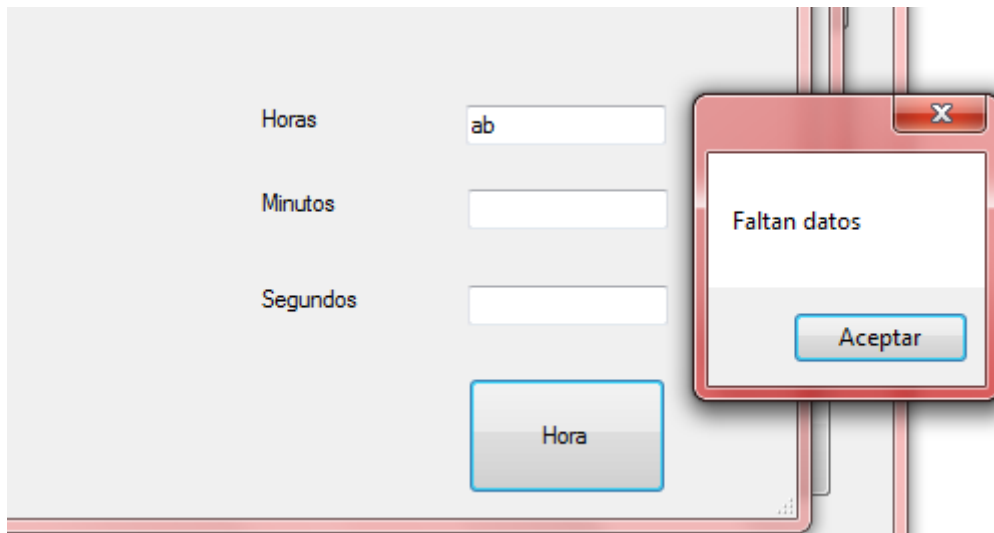 Horas
ab
Minutos
Segundos
Hora
Faltan datos
Aceptar